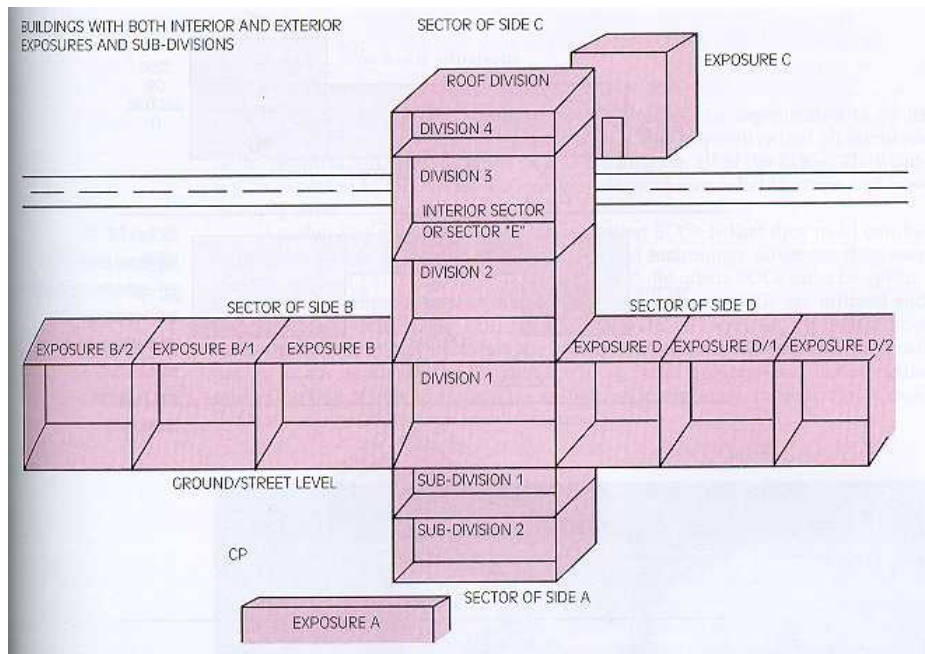 BUILDINGS WITH BOTH INTERIOR AND EXTERIOR
EXPOSURES AND SUB-DIVISIONS
SECTOR OF SIDE C
EXPOSURE C
ROOF DIVISION
DIVISION 4
DIVISION 3
INTERIOR SECTOR
OR SECTOR "E"
DIVISION 2
SECTOR OF SIDE B
SECTOR OF SIDE D
EXPOSURE B/2
EXPOSURE B/1
EXPOSURE B
EXPOSURE D
EXPOSURE D/1
EXPOSURE D/2
DIVISION 1
GROUND/STREET LEVEL
SUB-DIVISION 1
SUB-DIVISION 2
CP
SECTOR OF SIDE A
EXPOSURE A